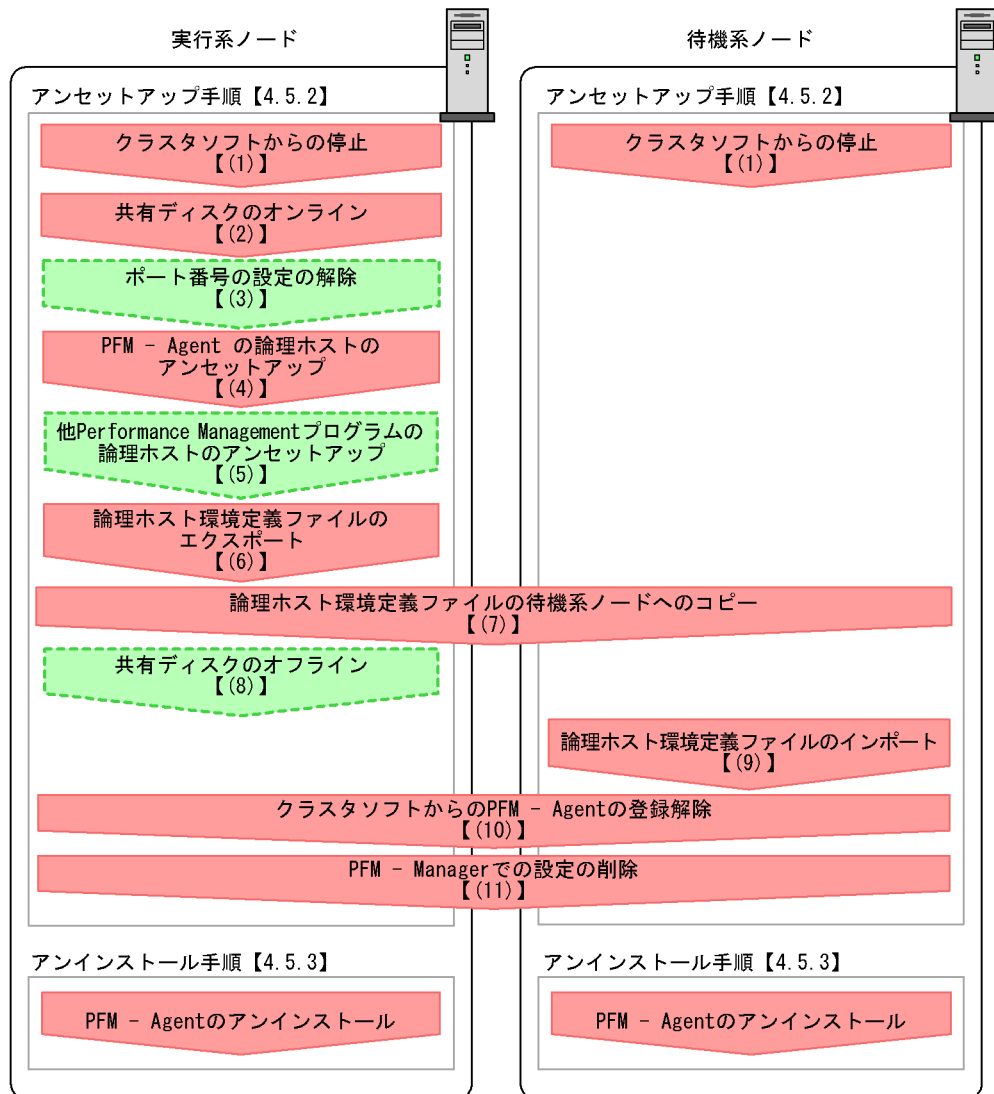 実行系ノード
待機系ノード
アンセットアップ手順【4.5.2】
アンセットアップ手順【4.5.2】
クラスタソフトからの停止
【(1)】
クラスタソフトからの停止
【(1)】
共有ディスクのオンライン
【(2)】
ポート番号の設定の解除
【(3)】
PFM - Agent の論理ホストの
アンセットアップ
【(4)】
他Performance Managementプログラムの
論理ホストのアンセットアップ
【(5)】
論理ホスト環境定義ファイルの
エクスポート
【(6)】
論理ホスト環境定義ファイルの待機系ノードへのコピー
【(7)】
共有ディスクのオフライン
【(8)】
論理ホスト環境定義ファイルのインポート
【(9)】
クラスタソフトからのPFM - Agentの登録解除
【(10)】
PFM - Managerでの設定の削除
【(11)】
アンインストール手順【4.5.3】
アンインストール手順【4.5.3】
PFM - Agentのアンインストール
PFM - Agentのアンインストール